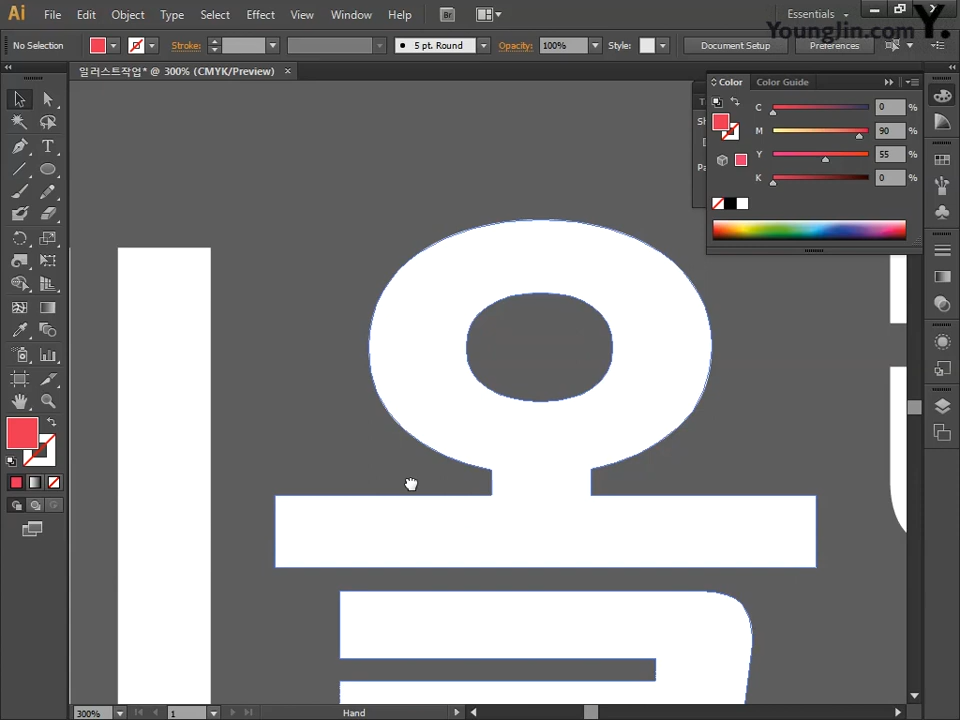 Ai File Edit Object Type Select Effect View Window Help Br Essentials
YoungJin.com Y.
No Selection Stroke: 5 pt. Round Opacity: 100% Style: Document Setup Preferences
일러스트작업* @ 300% (CMYK/Preview) ×
Color Color Guide
C 0 %
M 90 %
Y 55 %
K 0 %
300% 1 Hand